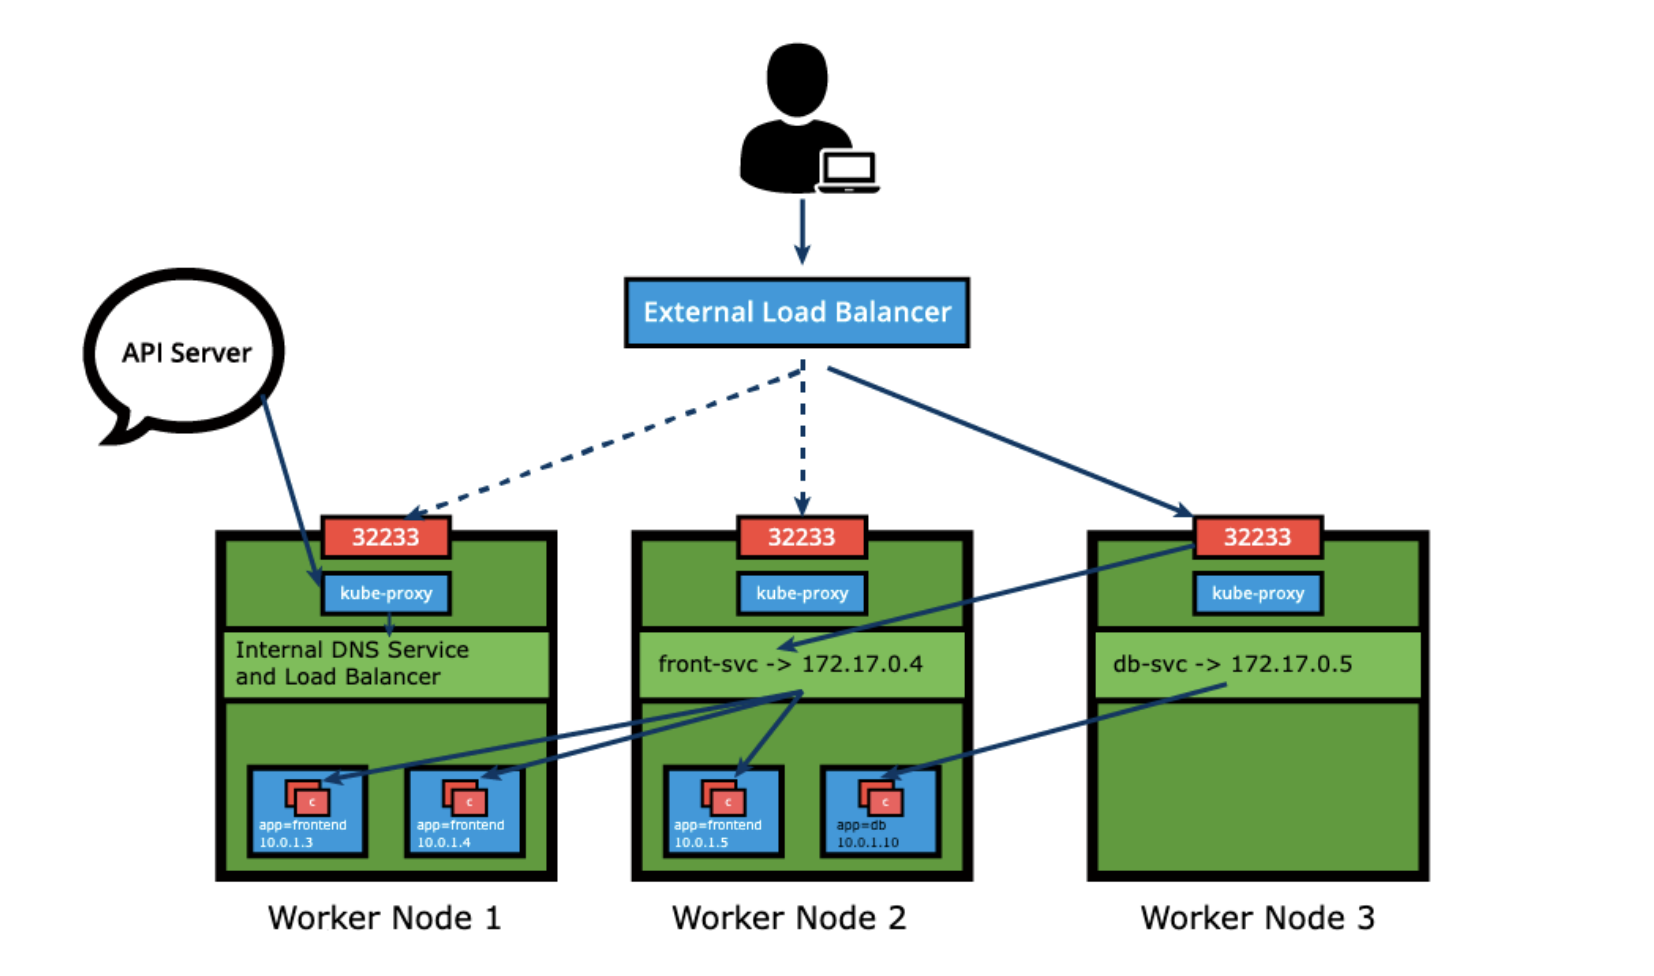 External Load Balancer
API Server
32233
32233
32233
kube-proxy
kube-proxy
kube-proxy
Internal DNS Service
and Load Balancer
front-svc -> 172.17.0.4
db-svc -> 172.17.0.5
c
app=frontend
10.0.1.3
c
app=frontend
10.0.1.4
c
app=frontend
10.0.1.5
c
app=db
10.0.1.10
Worker Node 1
Worker Node 2
Worker Node 3